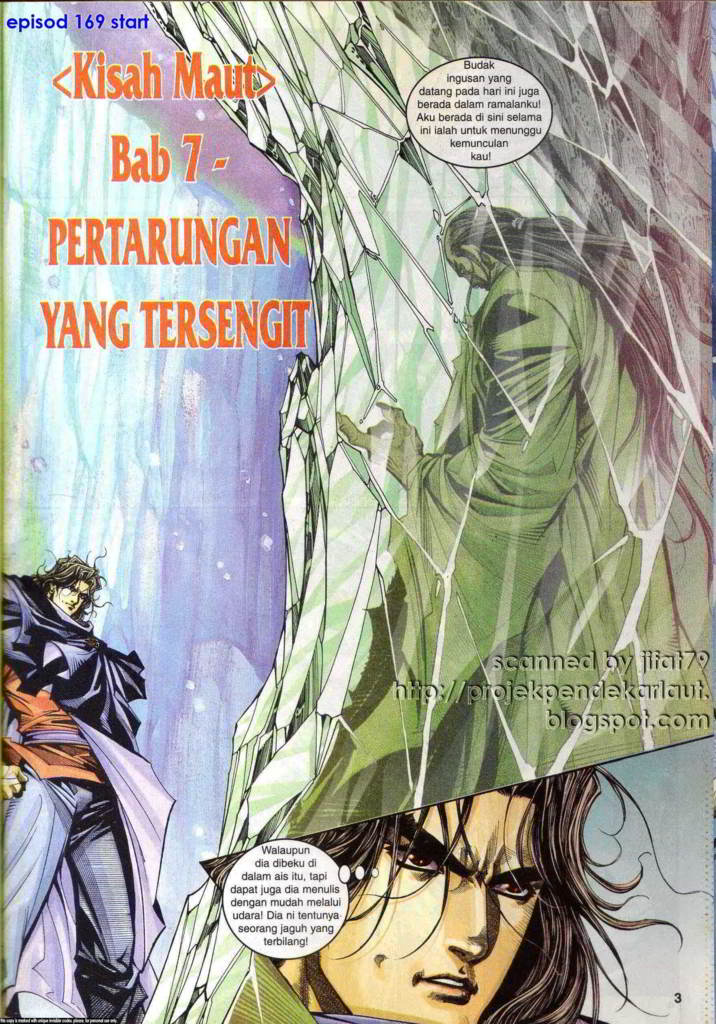 episod 169 start
<Kisah Maut>
Bab 7 -
PERTARUNGAN
YANG TERSENGIT
Budak
ingusan yang
datang pada hari ini juga
berada dalam ramalanku!
Aku berada di sini selama
ini ialah untuk menunggu
kemunculan
kau!
scanned by jifat79
http://projekpendekarlaut.
blogspot.com
Walaupun
dia dibeku di
dalam ais itu, tapi
dapat juga dia menulis
dengan mudah melalui
udara! Dia ni tentunya
seorang jaguh yang
terbilang!
3